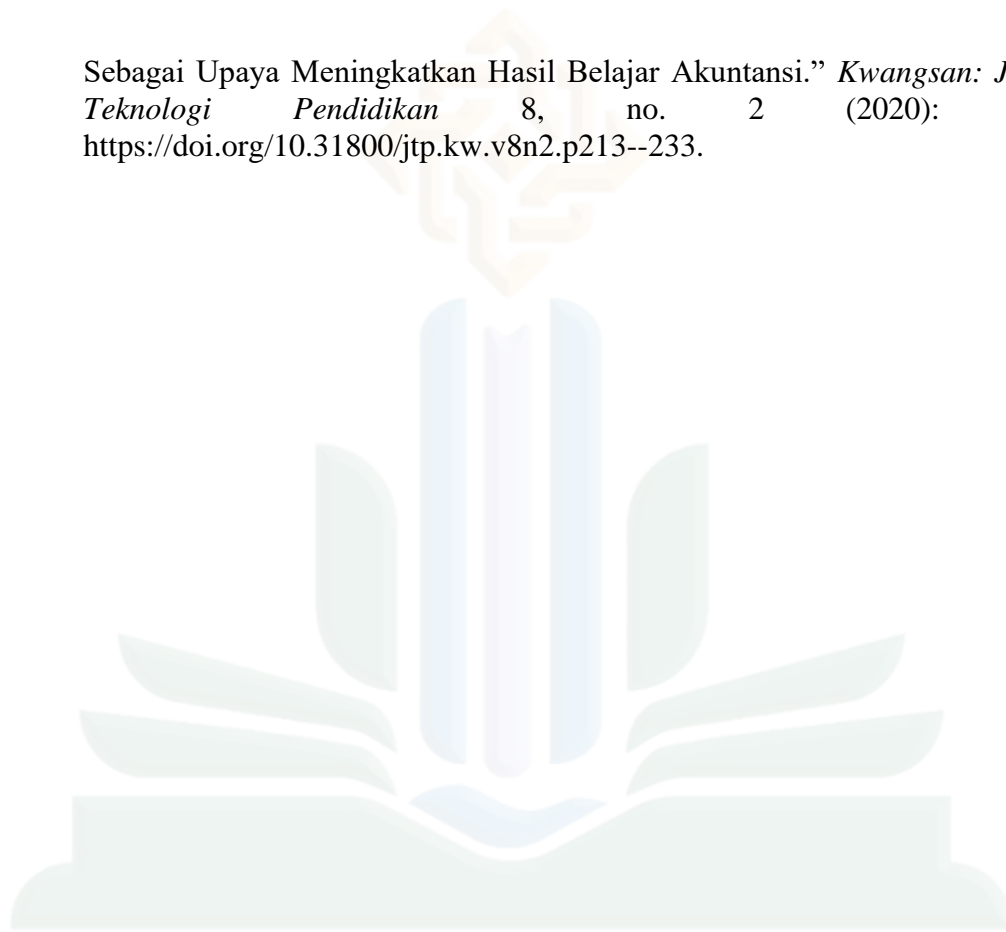 Sebagai Upaya Meningkatkan Hasil Belajar Akuntansi.” Kwangsan: J
Teknologi Pendidikan 8, no. 2 (2020):
https://doi.org/10.31800/jtp.kw.v8n2.p213--233.